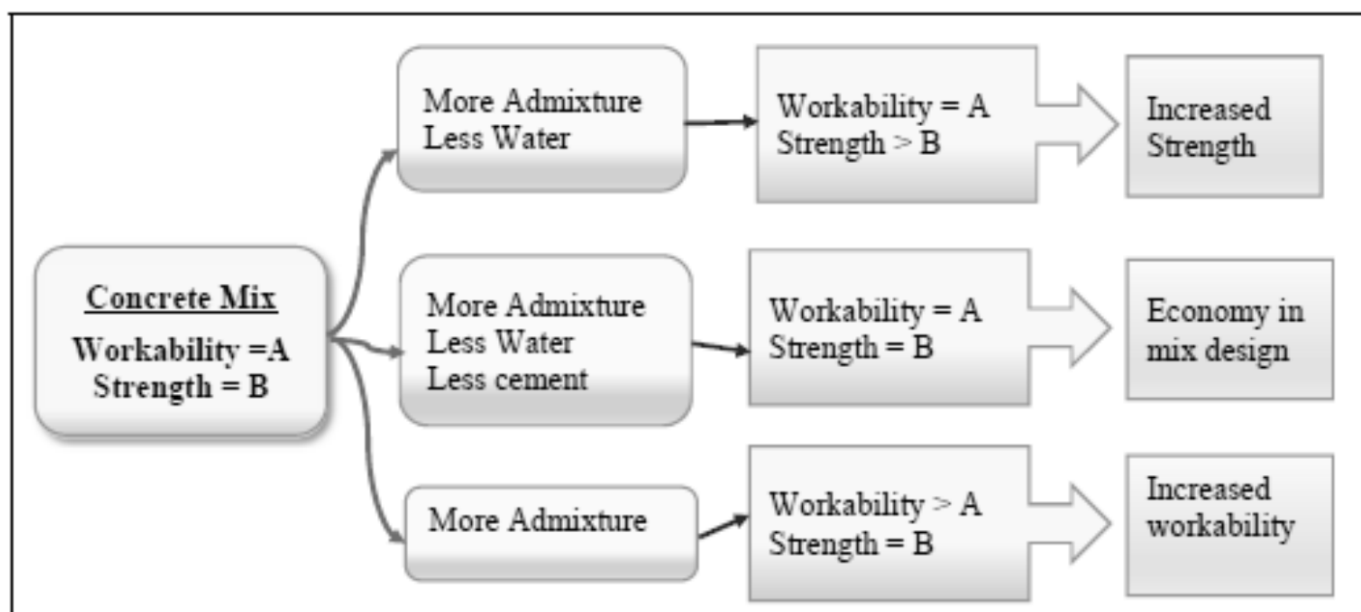 Concrete Mix
Workability =A
Strength = B
More Admixture
Less Water
Workability = A
Strength > B
Increased
Strength
More Admixture
Less Water
Less cement
Workability = A
Strength = B
Economy in
mix design
More Admixture
Workability > A
Strength = B
Increased
workability